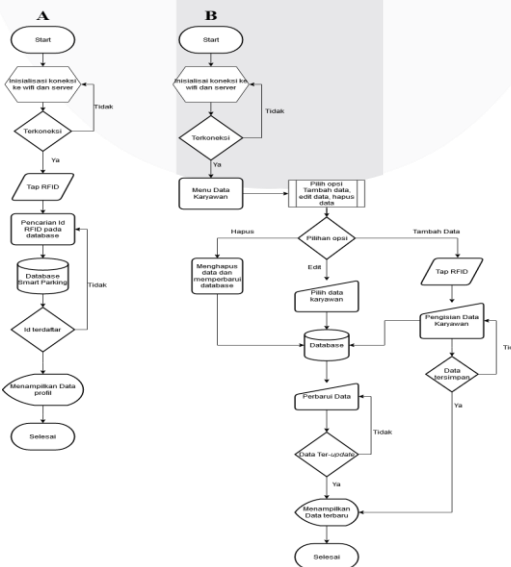 A
Start
Inisialisasi koneksi
ke wifi dan server
Tidak
Terkoneksi
Ya
Tap RFID
Pencarian Id
RFID pada
database
Database
Smart Parking
Tidak
Id terdaftar
Menampilkan Data
profil
Selesai
B
Start
Inisialisai koneksi ke
wifi dan server
Tidak
Terkoneksi
Ya
Menu Data
Karyawan
Pilih opsi
Tambah data,
edit data, hapus
data
Hapus
Pilihan opsi
Tambah Data
Edit
Menghapus
data dan
memperbarui
database
Pilih data
karyawan
Tap RFID
Pengisian Data
Karyawan
Database
Data
tersimpan
Ya
Perbarui Data
Tidak
Data Ter-update
Ya
Menampilkan
Data terbaru
Selesai